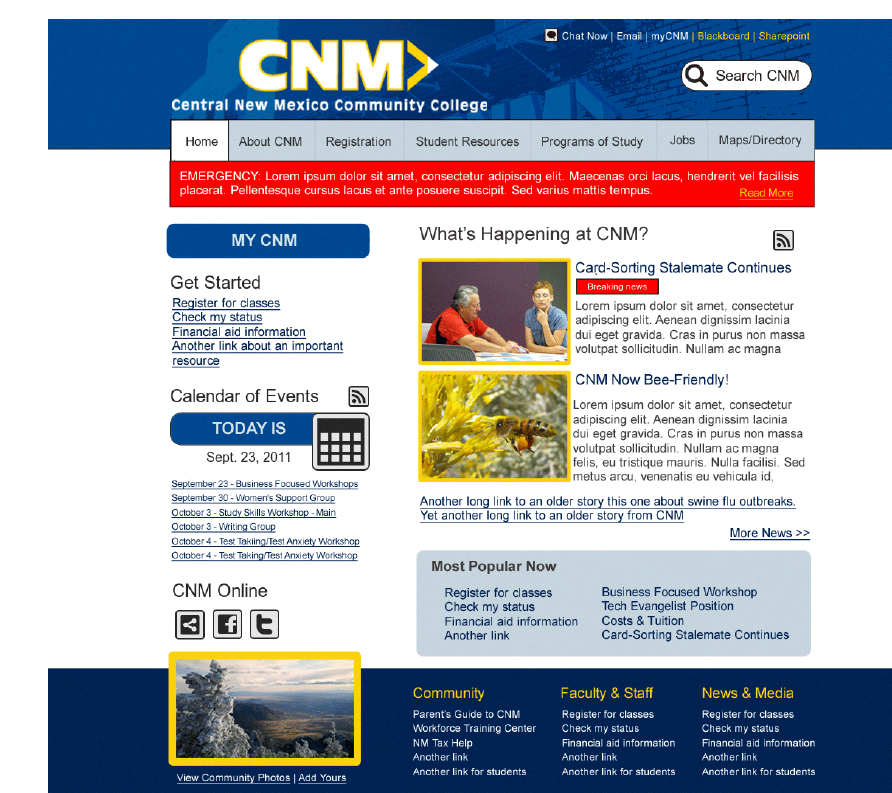 Chat Now | Email | myCNM | Blackboard | Sharepoint
CNM
Central New Mexico Community College
Search CNM
Home About CNM Registration Student Resources Programs of Study Jobs Maps/Directory
EMERGENCY: Lorem ipsum dolor sit amet, consectetur adipiscing elit. Maecenas orci lacus, hendrerit vel facilisis
placerat. Pellentesque cursus lacus et ante posuere suscipit. Sed varius mattis tempus.
Read More
MY CNM
Get Started
Register for classes
Check my status
Financial aid information
Another link about an important
resource
Calendar of Events
TODAY IS
Sept. 23, 2011
September 23 - Business Focused Workshops
September 30 - Women's Support Group
October 3 - Study Skills Workshop - Main
October 3 - Writing Group
October 4 - Test Takiing/Test Anxiety Workshop
October 4 - Test Taking/Test Anxiety Workshop
CNM Online
What's Happening at CNM?
Card-Sorting Stalemate Continues
Breaking news
Lorem ipsum dolor sit amet, consectetur
adipiscing elit. Aenean dignissim lacinia
dui eget gravida. Cras in purus non massa
volutpat sollicitudin. Nullam ac magna
CNM Now Bee-Friendly!
Lorem ipsum dolor sit amet, consectetur
adipiscing elit. Aenean dignissim lacinia
dui eget gravida. Cras in purus non massa
volutpat sollicitudin. Nullam ac magna
felis, eu tristique mauris. Nulla facilisi. Sed
metus arcu, venenatis eu vehicula id,
Another long link to an older story this one about swine flu outbreaks.
Yet another long link to an older story from CNM
More News >>
Most Popular Now
Register for classes
Check my status
Financial aid information
Another link
Business Focused Workshop
Tech Evangelist Position
Costs & Tuition
Card-Sorting Stalemate Continues
View Community Photos | Add Yours
Community
Parent's Guide to CNM
Workforce Training Center
NM Tax Help
Another link
Another link for students
Faculty & Staff
Register for classes
Check my status
Financial aid information
Another link
Another link for students
News & Media
Register for classes
Check my status
Financial aid information
Another link
Another link for students